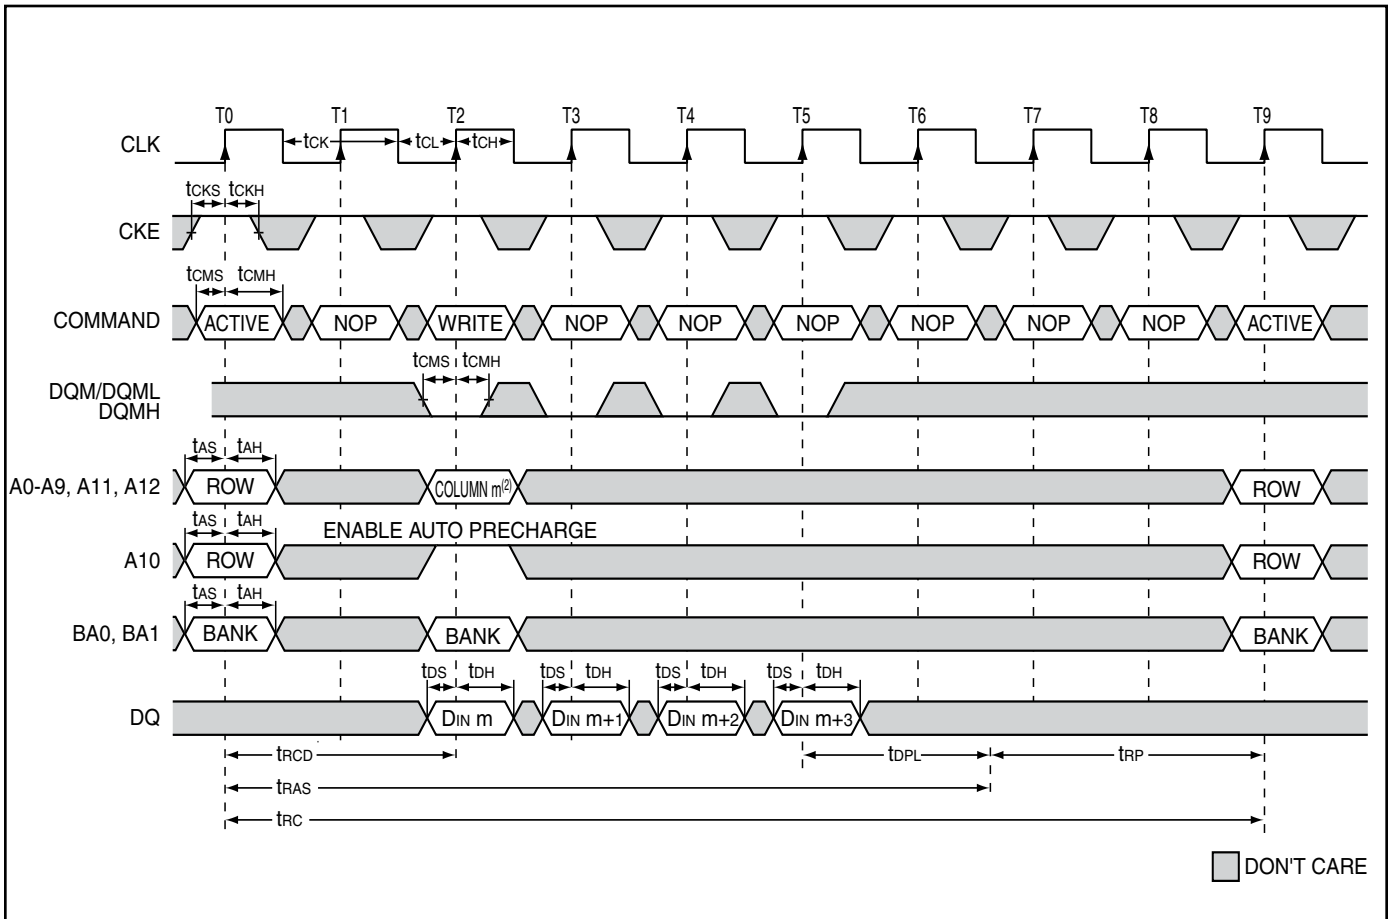 T0 T1 T2 T3 T4 T5 T6 T7 T8 T9
CLK tCK tCL tCH
tCKS tCKH
CKE
tCMS tCMH
COMMAND ACTIVE NOP WRITE NOP NOP NOP NOP NOP NOP ACTIVE
tCMS tCMH
DQM/DQML
DQMH
tAS tAH
A0-A9, A11, A12 ROW COLUMN m(2) ROW
tAS tAH ENABLE AUTO PRECHARGE
A10 ROW ROW
tAS tAH
BA0, BA1 BANK BANK BANK
tDS tDH tDS tDH tDS tDH tDS tDH
DQ DIN m DIN m+1 DIN m+2 DIN m+3
tRCD tDPL tRP
tRAS
tRC
DON'T CARE